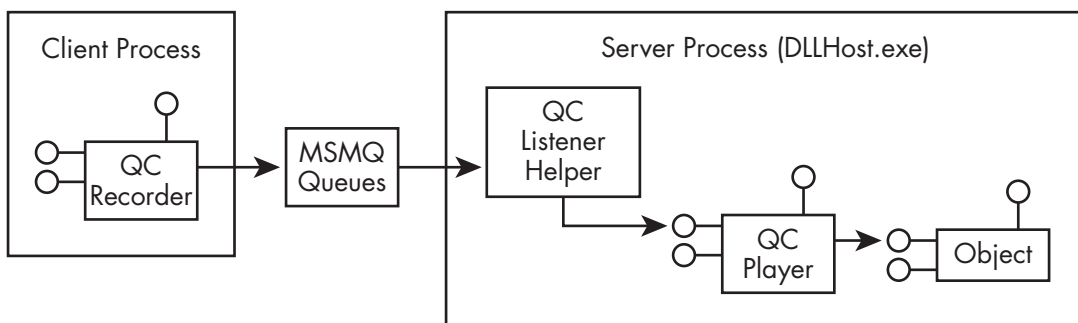 Client Process
QC
Recorder
MSMQ
Queues
Server Process (DLLHost.exe)
QC
Listener
Helper
QC
Player
Object